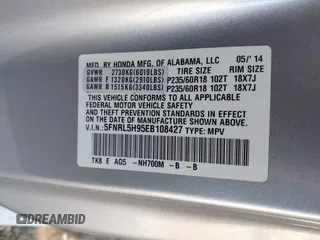 MFD. BY HONDA MFG. OF ALABAMA, LLC 05/'14
GVWR 2730KG(6019LBS) TIRE SIZE RIM SIZE
GAWR F 1320KG(2910LBS) P235/60R18 102T 18X7J
GAWR R 1515KG(3340LBS) P235/60R18 102T 18X7J
THIS VEHICLE CONFORMS TO ALL APPLICABLE
FEDERAL MOTOR VEHICLE SAFETY AND THEFT
PREVENTION STANDARDS IN EFFECT ON THE DATE
OF MANUFACTURE SHOWN ABOVE.
V.I.N.:5FNRL5H95EB108427 TYPE: MPV
TK8 E AG5 -NH700M -B -B
DREAMBID